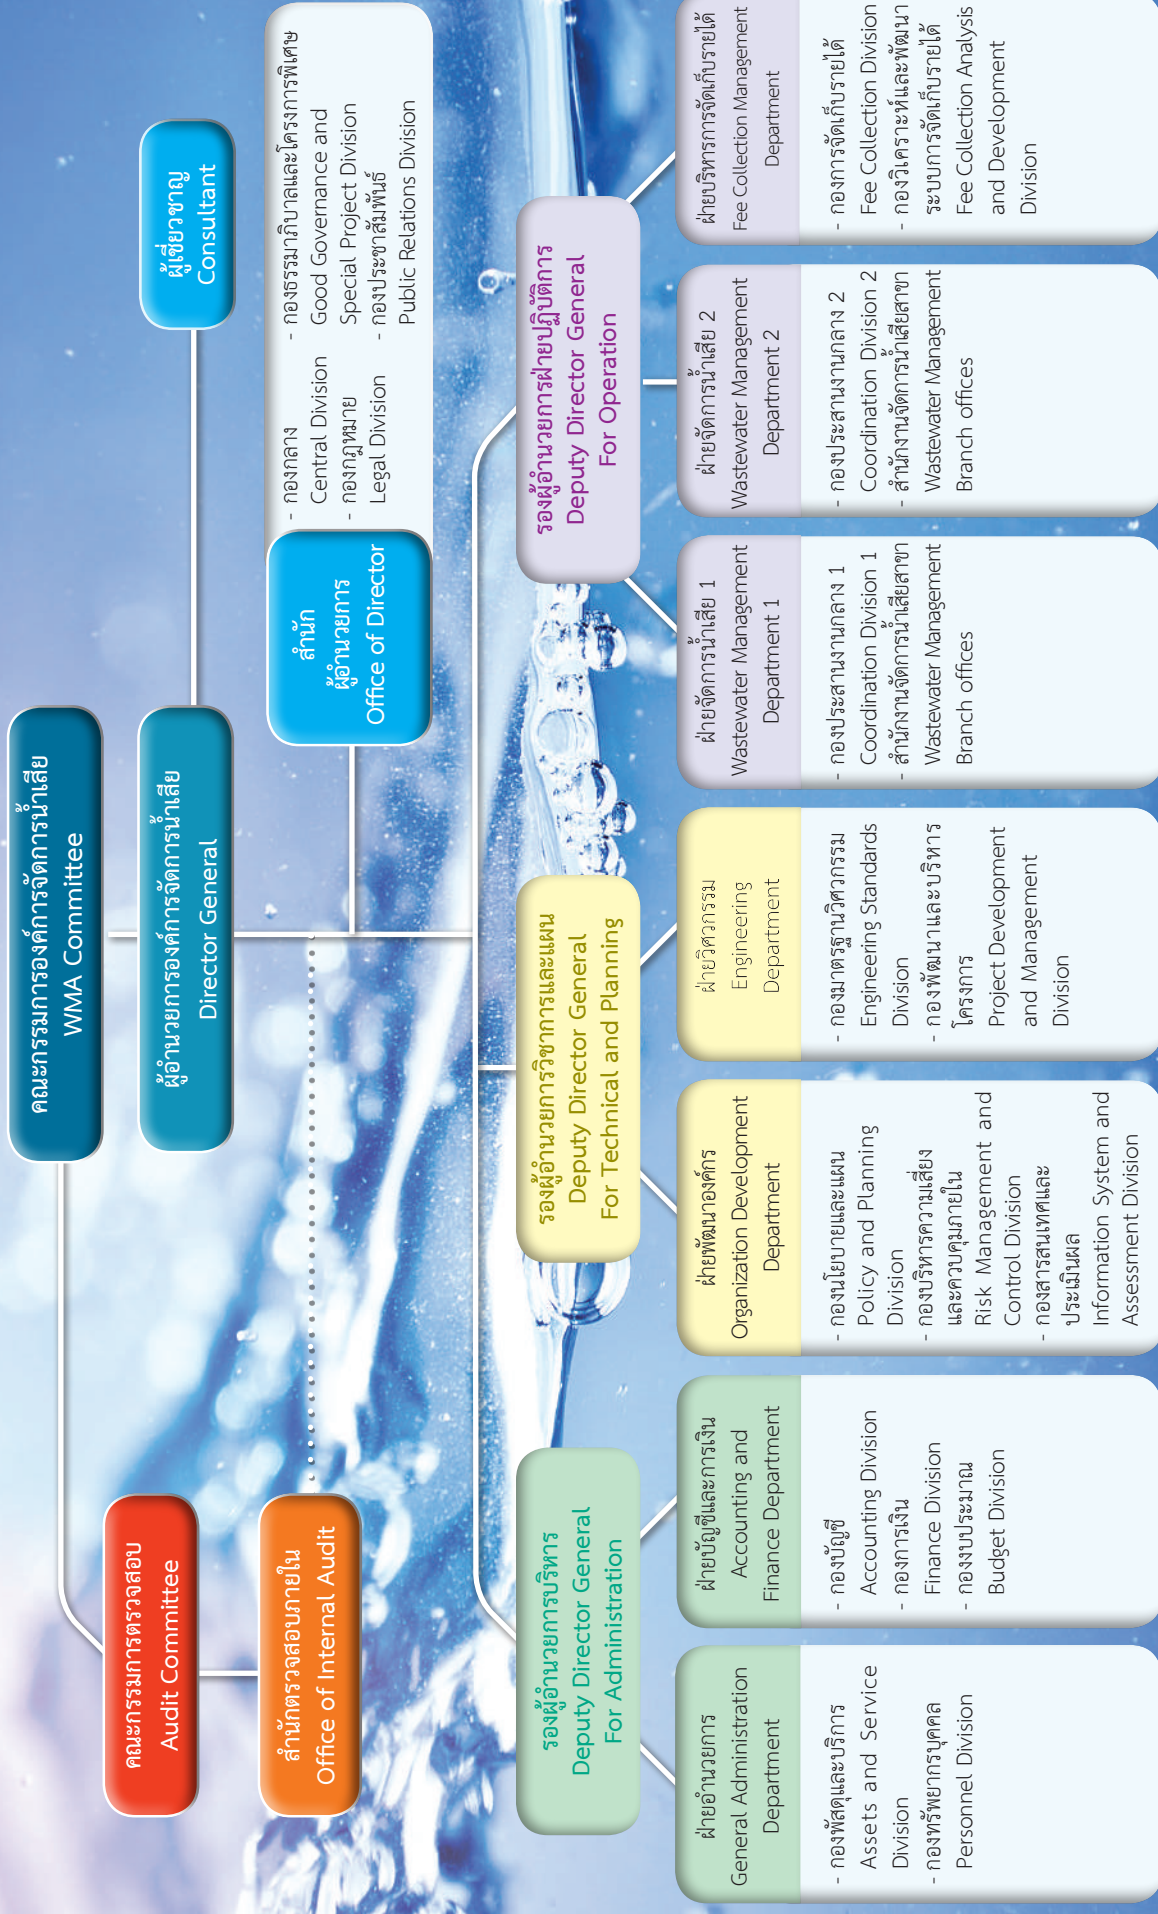 คณะกรรมการองค์การจัดการน้ำเสีย
WMA Committee
ผู้อำนวยการองค์การจัดการน้ำเสีย
Director General
ผู้เชี่ยวชาญ
Consultant
คณะกรรมการตรวจสอบ
Audit Committee
สำนักตรวจสอบภายใน
Office of Internal Audit
สำนัก
ผู้อำนวยการ
Office of Director
- กองกลาง
Central Division
- กองกฎหมาย
Legal Division
- กองธรรมาภิบาลและโครงการพิเศษ
Good Governance and
Special Project Division
- กองประชาสัมพันธ์
Public Relations Division
รองผู้อำนวยการบริหาร
Deputy Director General
For Administration
รองผู้อำนวยการวิชาการและแผน
Deputy Director General
For Technical and Planning
รองผู้อำนวยการฝ่ายปฏิบัติการ
Deputy Director General
For Operation
ฝ่ายอำนวยการ
General Administration
Department
- กองพัสดุและบริการ
Assets and Service
Division
- กองทรัพยากรบุคคล
Personnel Division
ฝ่ายบัญชีและการเงิน
Accounting and
Finance Department
- กองบัญชี
Accounting Division
- กองการเงิน
Finance Division
- กองงบประมาณ
Budget Division
ฝ่ายพัฒนาองค์กร
Organization Development
Department
- กองนโยบายและแผน
Policy and Planning
Division
- กองบริหารความเสี่ยง
และควบคุมภายใน
Risk Management and
Control Division
- กองสารสนเทศและ
ประเมินผล
Information System and
Assessment Division
ฝ่ายวิศวกรรม
Engineering
Department
- กองมาตรฐานวิศวกรรม
Engineering Standards
Division
- กองพัฒนาและบริหาร
โครงการ
Project Development
and Management
Division
ฝ่ายจัดการน้ำเสีย 1
Wastewater Management
Department 1
- กองประสานงานกลาง 1
Coordination Division 1
- สำนักงานจัดการน้ำเสียสาขา
Wastewater Management
Branch offices
ฝ่ายจัดการน้ำเสีย 2
Wastewater Management
Department 2
- กองประสานงานกลาง 2
Coordination Division 2
- สำนักงานจัดการน้ำเสียสาขา
Wastewater Management
Branch offices
ฝ่ายบริหารการจัดเก็บรายได้
Fee Collection Management
Department
- กองการจัดเก็บรายได้
Fee Collection Division
- กองวิเคราะห์และพัฒนา
ระบบการจัดเก็บรายได้
Fee Collection Analysis
and Development
Division